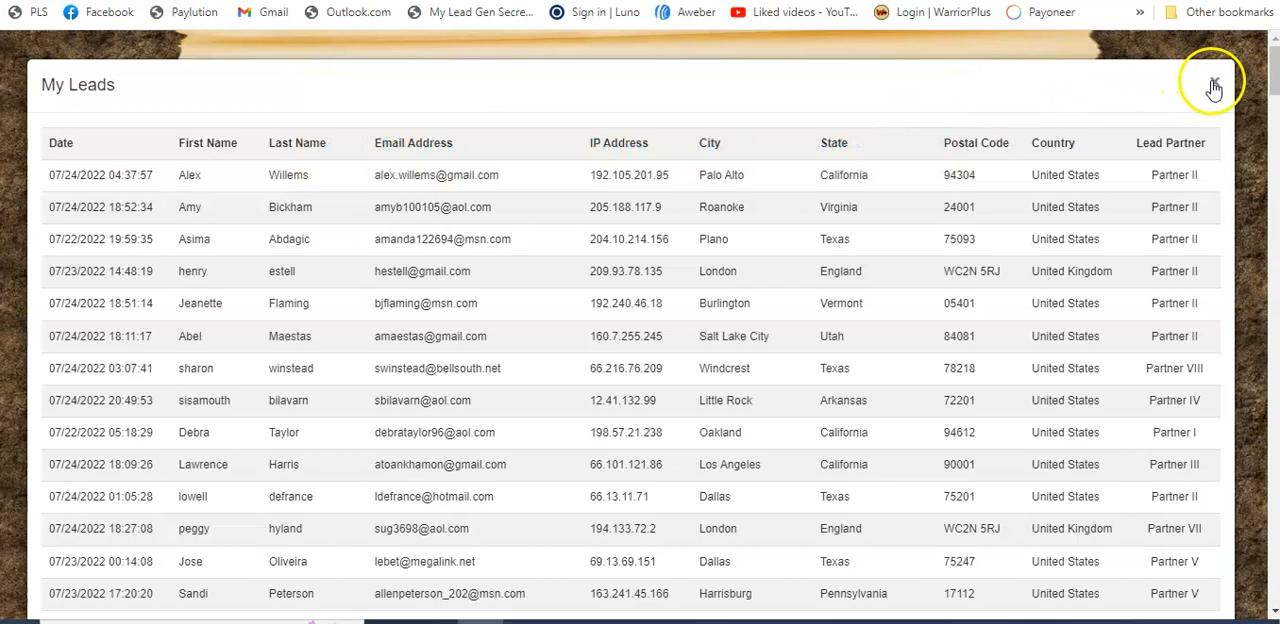 PLS Facebook Paylution Gmail Outlook.com My Lead Gen Secre... Sign in | Luno Aweber Liked videos - YouT... Login | WarriorPlus Payoneer » Other bookmarks
My Leads ×
Date First Name Last Name Email Address IP Address City State Postal Code Country Lead Partner
07/24/2022 04:37:57 Alex Willems alex.willems@gmail.com 192.105.201.95 Palo Alto California 94304 United States Partner II
07/24/2022 18:52:34 Amy Bickham amyb100105@aol.com 205.188.117.9 Roanoke Virginia 24001 United States Partner II
07/22/2022 19:59:35 Asima Abdagic amanda122694@msn.com 204.10.214.156 Plano Texas 75093 United States Partner II
07/23/2022 14:48:19 henry estell hestell@gmail.com 209.93.78.135 London England WC2N 5RJ United Kingdom Partner II
07/24/2022 18:51:14 Jeanette Flaming bjflaming@msn.com 192.240.46.18 Burlington Vermont 05401 United States Partner II
07/24/2022 18:11:17 Abel Maestas amaestas@gmail.com 160.7.255.245 Salt Lake City Utah 84081 United States Partner II
07/24/2022 03:07:41 sharon winstead swinstead@bellsouth.net 66.216.76.209 Windcrest Texas 78218 United States Partner VIII
07/24/2022 20:49:53 sisamouth bilavarn sbilavarn@aol.com 12.41.132.99 Little Rock Arkansas 72201 United States Partner IV
07/22/2022 05:18:29 Debra Taylor debrataylor96@aol.com 198.57.21.238 Oakland California 94612 United States Partner I
07/24/2022 18:09:26 Lawrence Harris atoankhamon@gmail.com 66.101.121.86 Los Angeles California 90001 United States Partner III
07/24/2022 01:05:28 lowell defrance ldefrance@hotmail.com 66.13.11.71 Dallas Texas 75201 United States Partner II
07/24/2022 18:27:08 peggy hyland sug3698@aol.com 194.133.72.2 London England WC2N 5RJ United Kingdom Partner VII
07/23/2022 00:14:08 Jose Oliveira lebet@megalink.net 69.13.69.151 Dallas Texas 75247 United States Partner V
07/23/2022 17:20:20 Sandi Peterson allenpeterson_202@msn.com 163.241.45.166 Harrisburg Pennsylvania 17112 United States Partner V